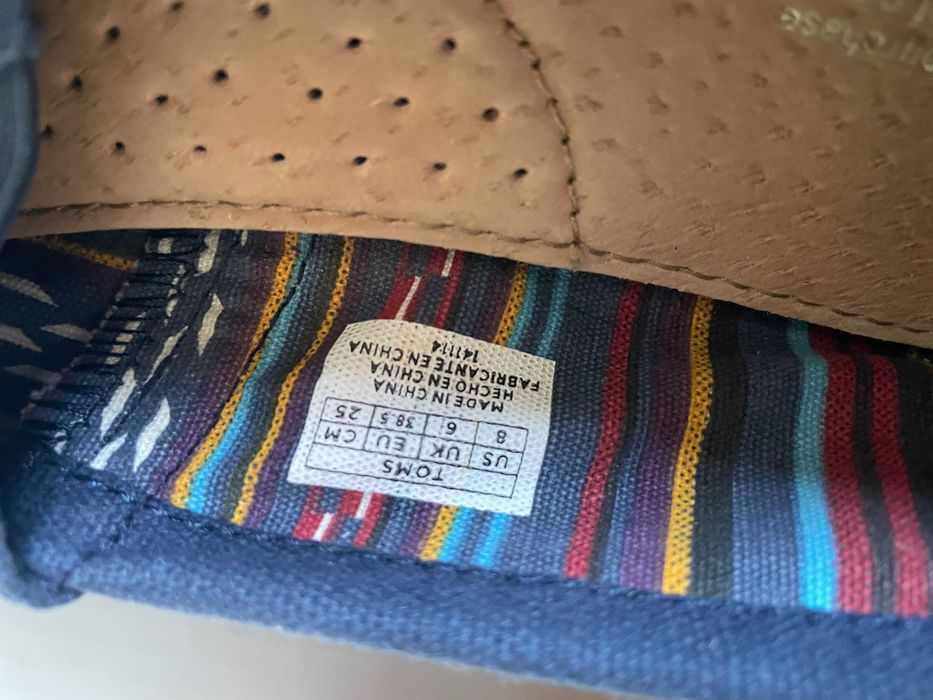 TOMS
US UK EU CM
8 6 38.5 25
MADE IN CHINA
HECHO EN CHINA
FABRICANTE EN CHINA
141114
purchase